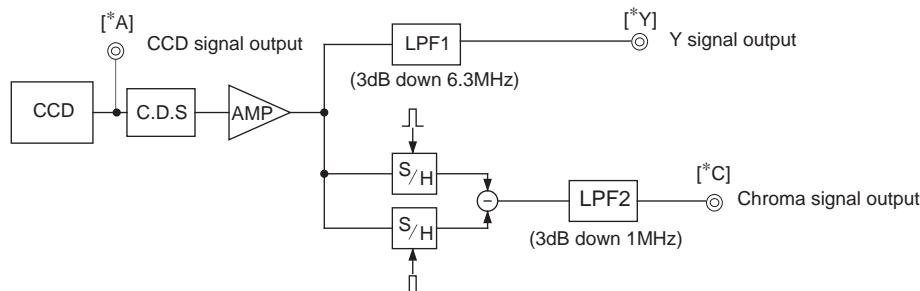 [*A]
CCD signal output
[*Y]
Y signal output
LPF1
(3dB down 6.3MHz)
CCD
C.D.S
AMP
S/H
S/H
−
LPF2
(3dB down 1MHz)
[*C]
Chroma signal output